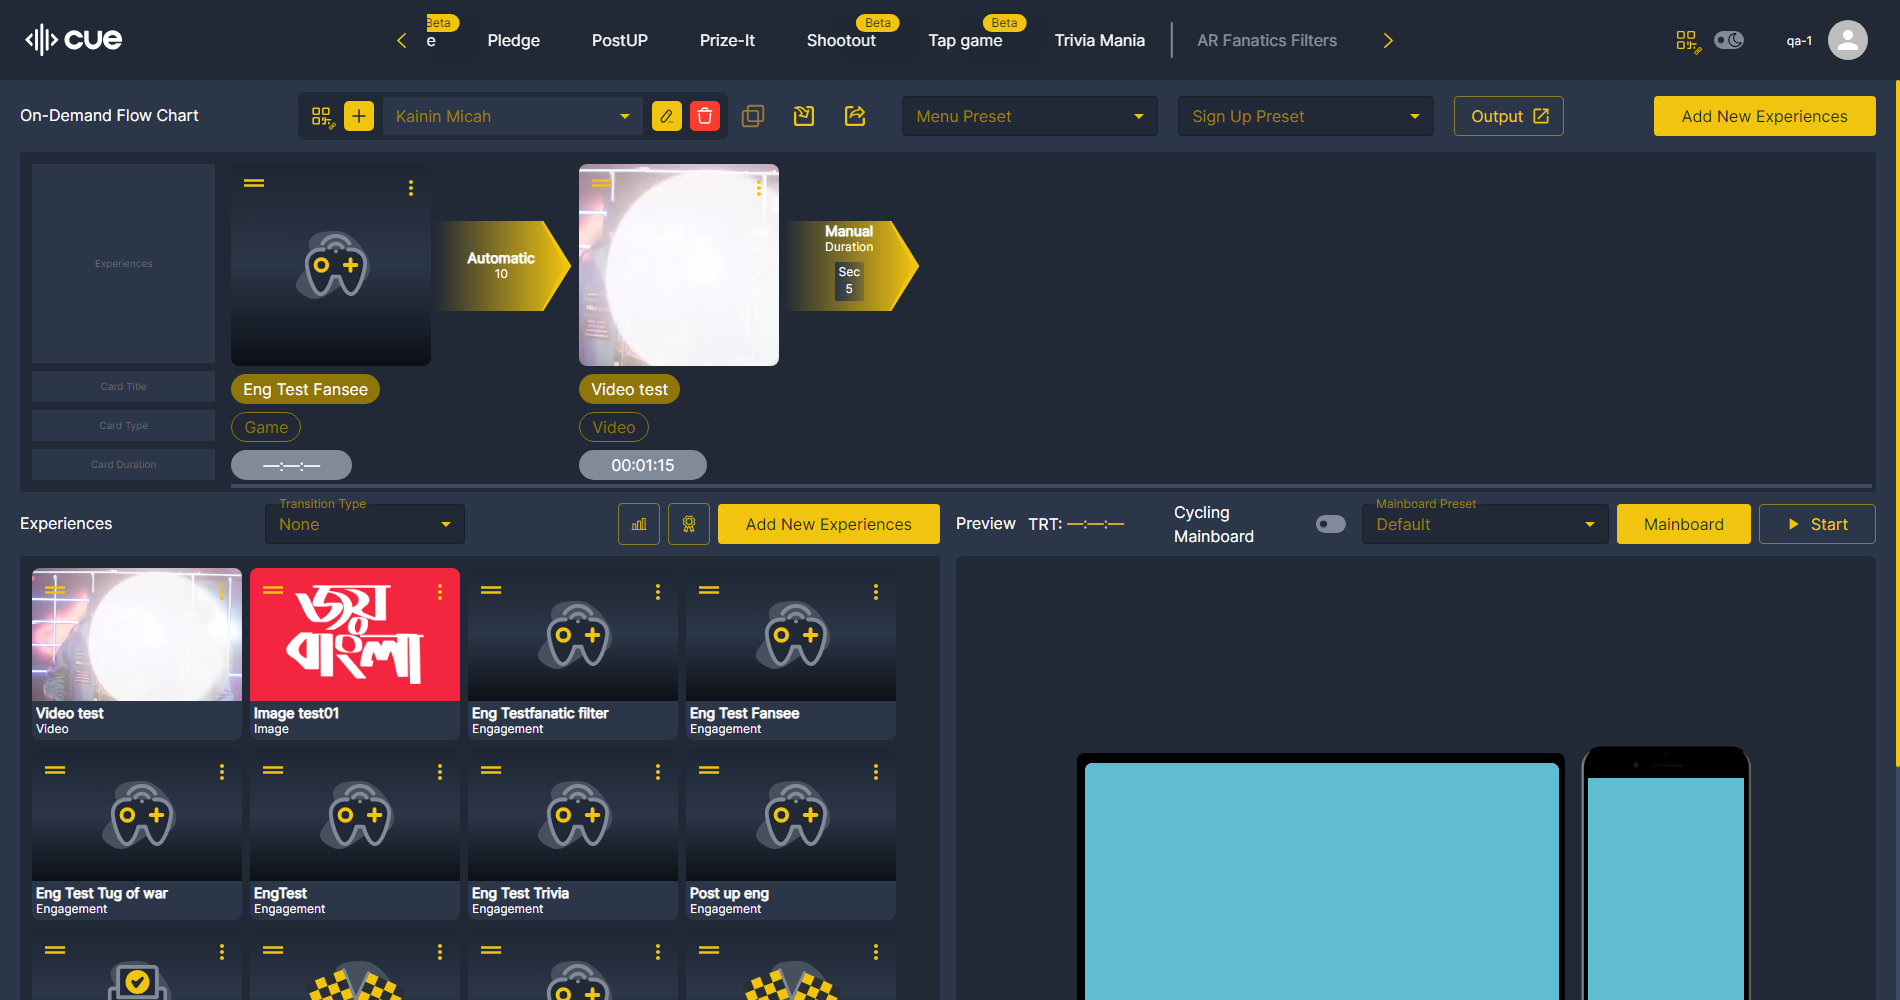 cue
Beta
e
Pledge
PostUP
Prize-It
Beta
Shootout
Beta
Tap game
Trivia Mania
AR Fanatics Filters
qa-1
On-Demand Flow Chart
Kainin Micah
Menu Preset
Sign Up Preset
Output
Add New Experiences
Experiences
Automatic
10
Manual
Duration
Sec
5
Card Title
Eng Test Fansee
Video test
Card Type
Game
Video
Card Duration
—:—:—
00:01:15
Experiences
Transition Type
None
Add New Experiences
Preview
TRT: —:—:—
Cycling
Mainboard
Mainboard Preset
Default
Mainboard
Start
জয়
বাংলা
Video test
Video
Image test01
Image
Eng Testfanatic filter
Engagement
Eng Test Fansee
Engagement
Eng Test Tug of war
Engagement
EngTest
Engagement
Eng Test Trivia
Engagement
Post up eng
Engagement